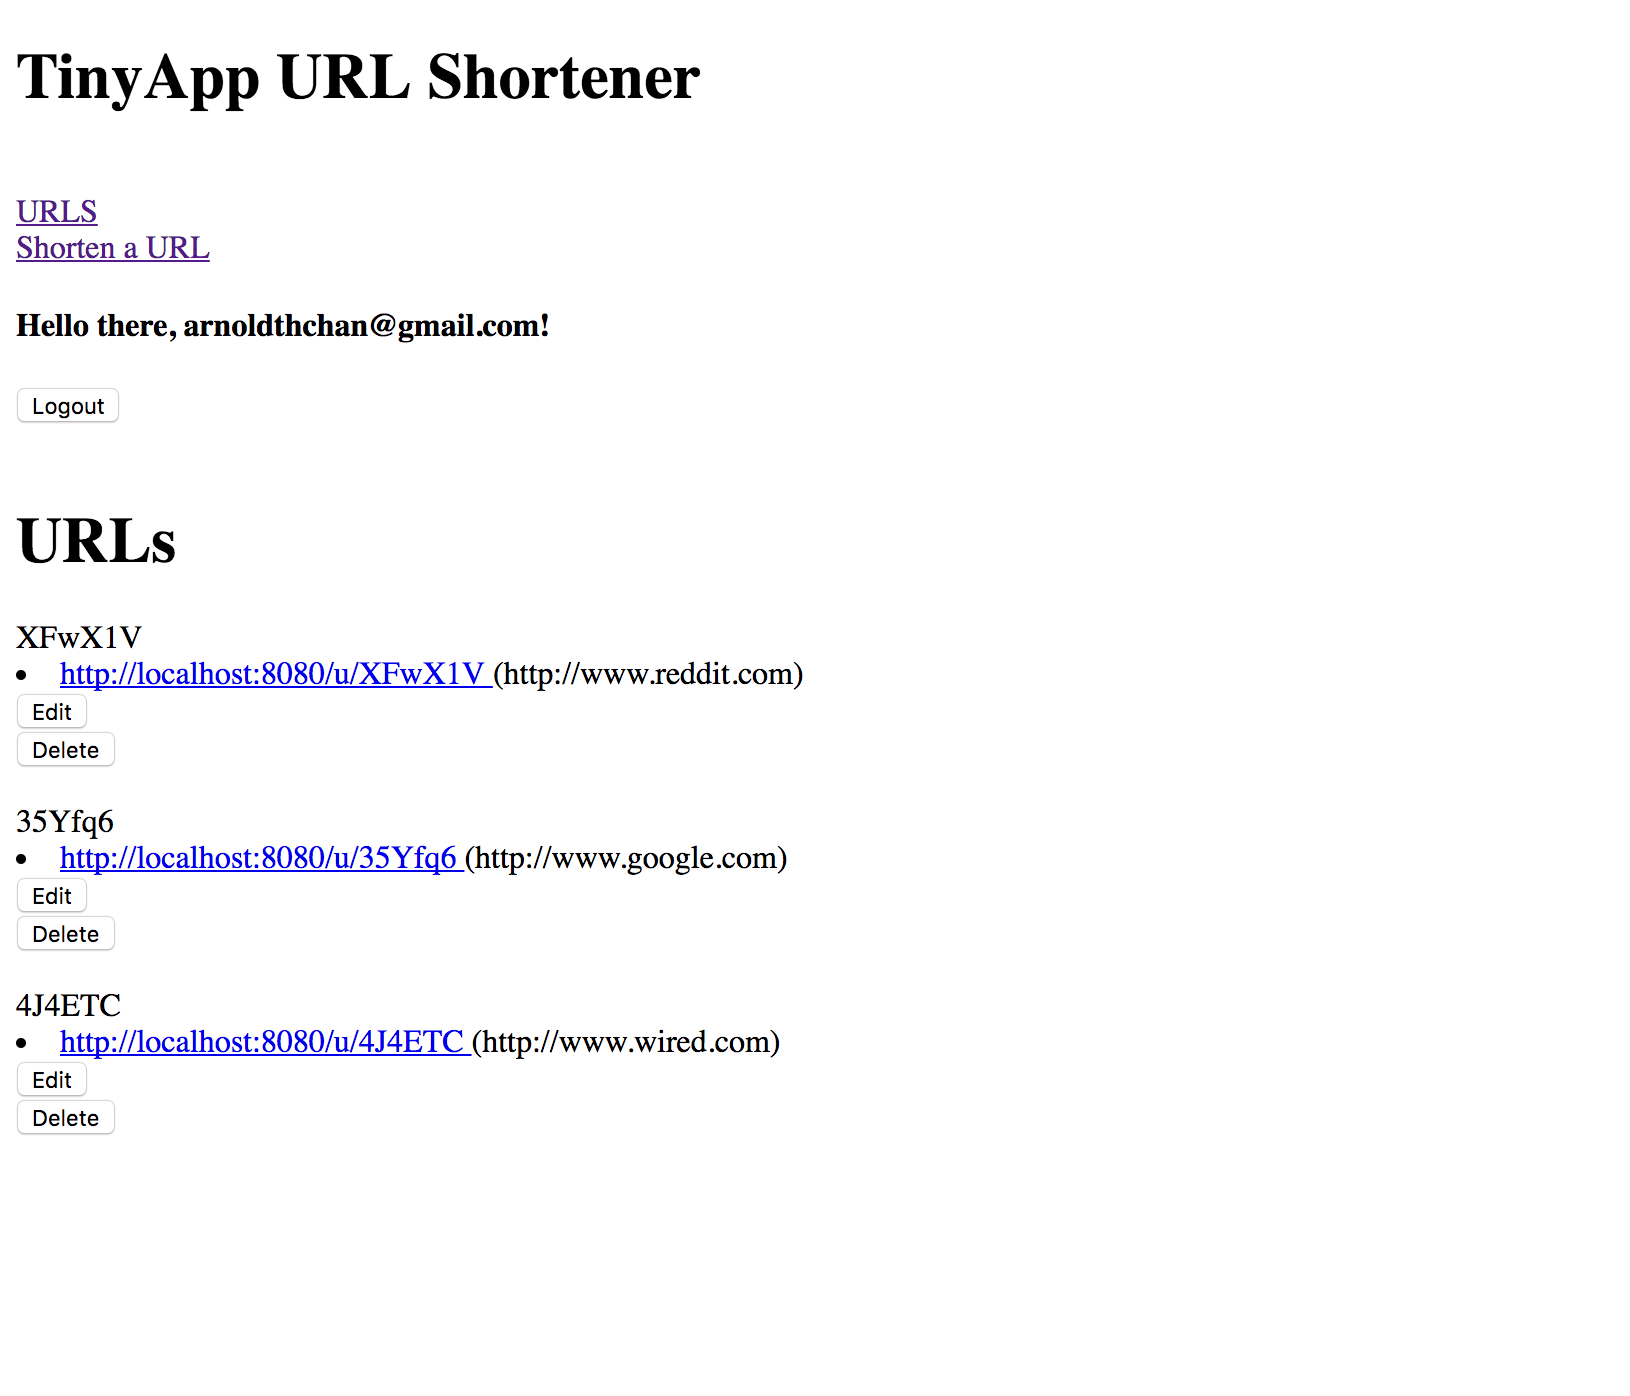 TinyApp URL Shortener
URLS
Shorten a URL
Hello there, arnoldthchan@gmail.com!
Logout
URLs
XFwX1V
• http://localhost:8080/u/XFwX1V (http://www.reddit.com)
Edit
Delete
35Yfq6
• http://localhost:8080/u/35Yfq6 (http://www.google.com)
Edit
Delete
4J4ETC
• http://localhost:8080/u/4J4ETC (http://www.wired.com)
Edit
Delete